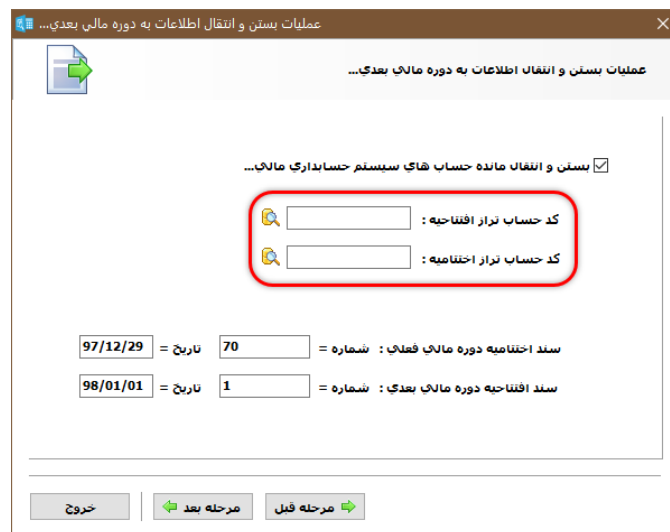 عمليات بستن و انتقال اطلاعات به دوره مالي بعدي...
عمليات بستن و انتقال اطلاعات به دوره مالي بعدي...
بستن و انتقال مانده حساب هاي سيستم حسابداري مالي...
كد حساب تراز افتتاحيه :
كد حساب تراز اختتاميه :
سند اختتاميه دوره مالي فعلي : شماره = 70 تاريخ = 97/12/29
سند افتتاحيه دوره مالي بعدي : شماره = 1 تاريخ = 98/01/01
مرحله قبل مرحله بعد خروج